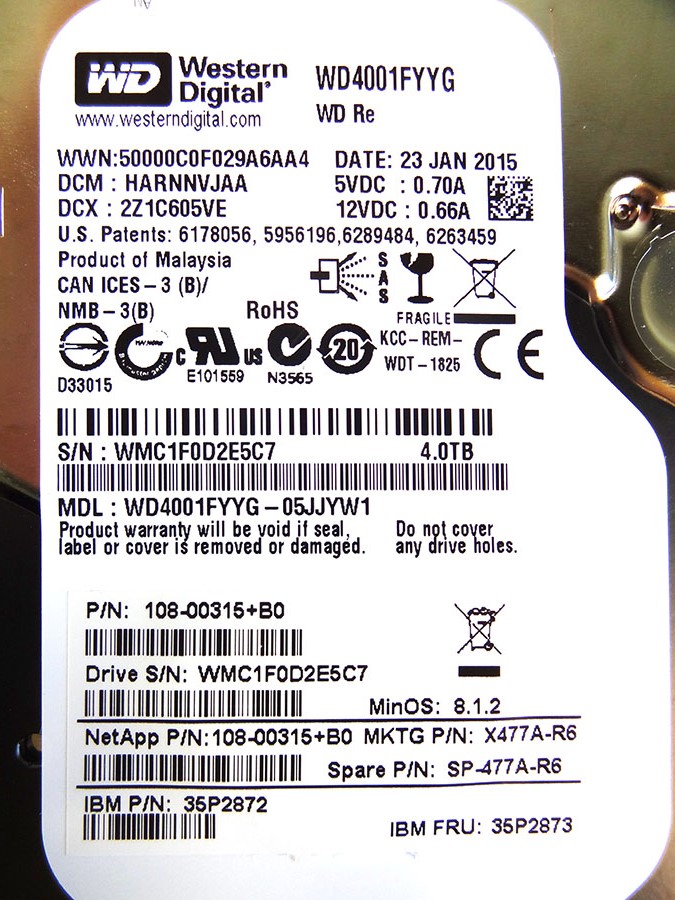 WD Western Digital® WD4001FYYG
www.westerndigital.com WD Re
WWN:50000C0F029A6AA4 DATE: 23 JAN 2015
DCM : HARNNVJAA 5VDC : 0.70A
DCX : 2Z1C605VE 12VDC : 0.66A
U.S. Patents: 6178056, 5956196,6289484, 6263459
Product of Malaysia
CAN ICES-3 (B)/
NMB-3(B) RoHS
SAS
FRAGILE
D33015
c RU us
E101559
N3565
20
KCC-REM-
WDT-1825
CE
S/N : WMC1F0D2E5C7 4.0TB
MDL : WD4001FYYG-05JJYW1
Product warranty will be void if seal,
label or cover is removed or damaged.
Do not cover
any drive holes.
P/N: 108-00315+B0
Drive S/N: WMC1F0D2E5C7
MinOS: 8.1.2
NetApp P/N:108-00315+B0 MKTG P/N: X477A-R6
Spare P/N: SP-477A-R6
IBM P/N: 35P2872
IBM FRU: 35P2873